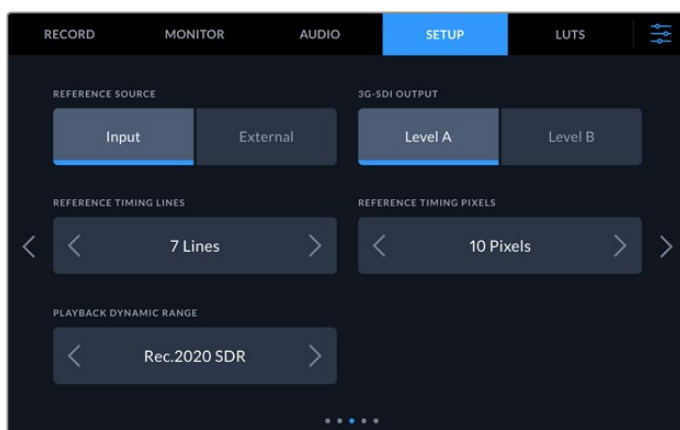 RECORD MONITOR AUDIO SETUP LUTS
REFERENCE SOURCE 3G-SDI OUTPUT
Input External Level A Level B
REFERENCE TIMING LINES REFERENCE TIMING PIXELS
7 Lines 10 Pixels
PLAYBACK DYNAMIC RANGE
Rec.2020 SDR